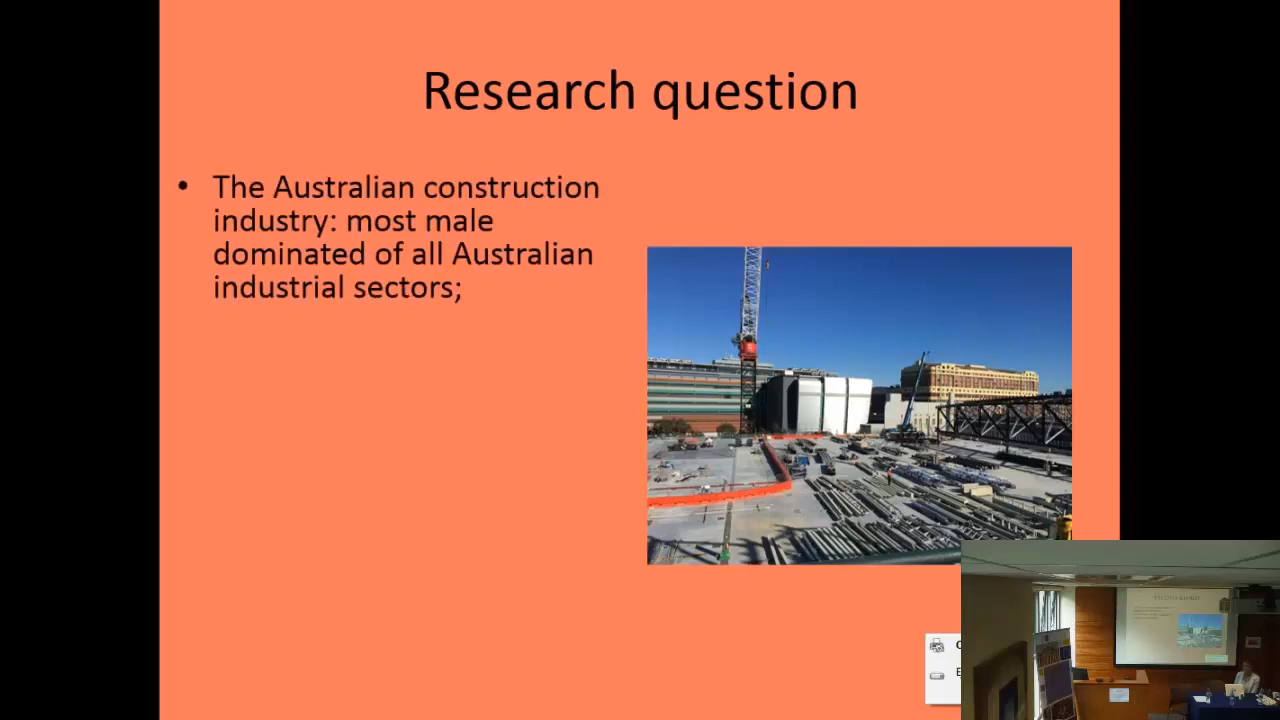 Research question
• The Australian construction
industry: most male
dominated of all Australian
industrial sectors;